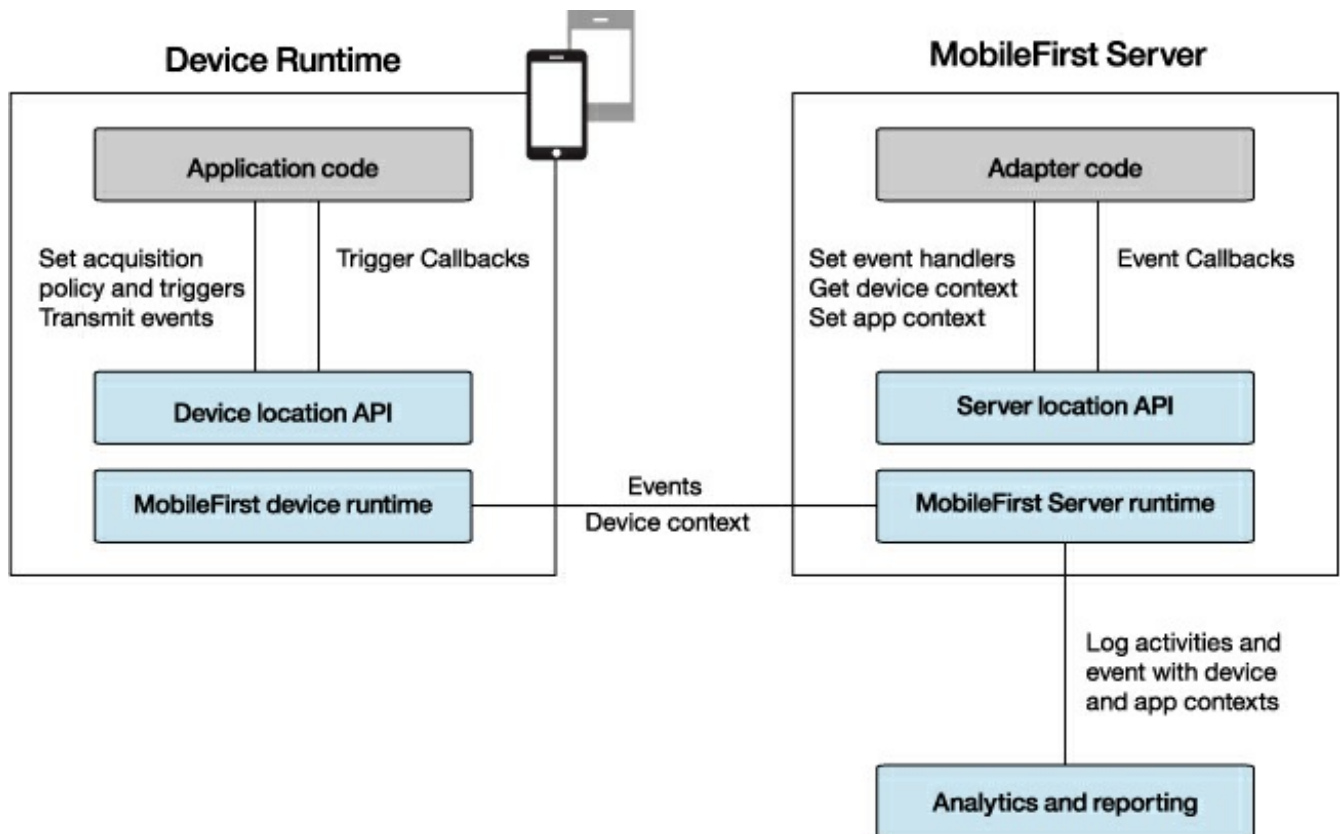 Device Runtime
MobileFirst Server
Application code
Set acquisition
policy and triggers
Transmit events
Trigger Callbacks
Device location API
MobileFirst device runtime
Events
Device context
Adapter code
Set event handlers
Get device context
Set app context
Event Callbacks
Server location API
MobileFirst Server runtime
Log activities and
event with device
and app contexts
Analytics and reporting